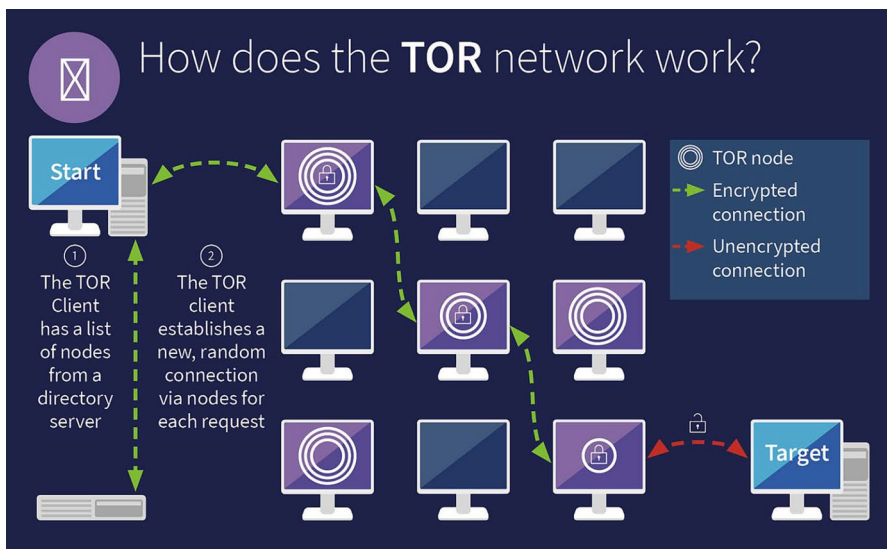 How does the TOR network work?
Start
1
The TOR
Client
has a list
of nodes
from a
directory
server
2
The TOR
client
establishes a
new, random
connection
via nodes for
each request
TOR node
Encrypted
connection
Unencrypted
connection
Target